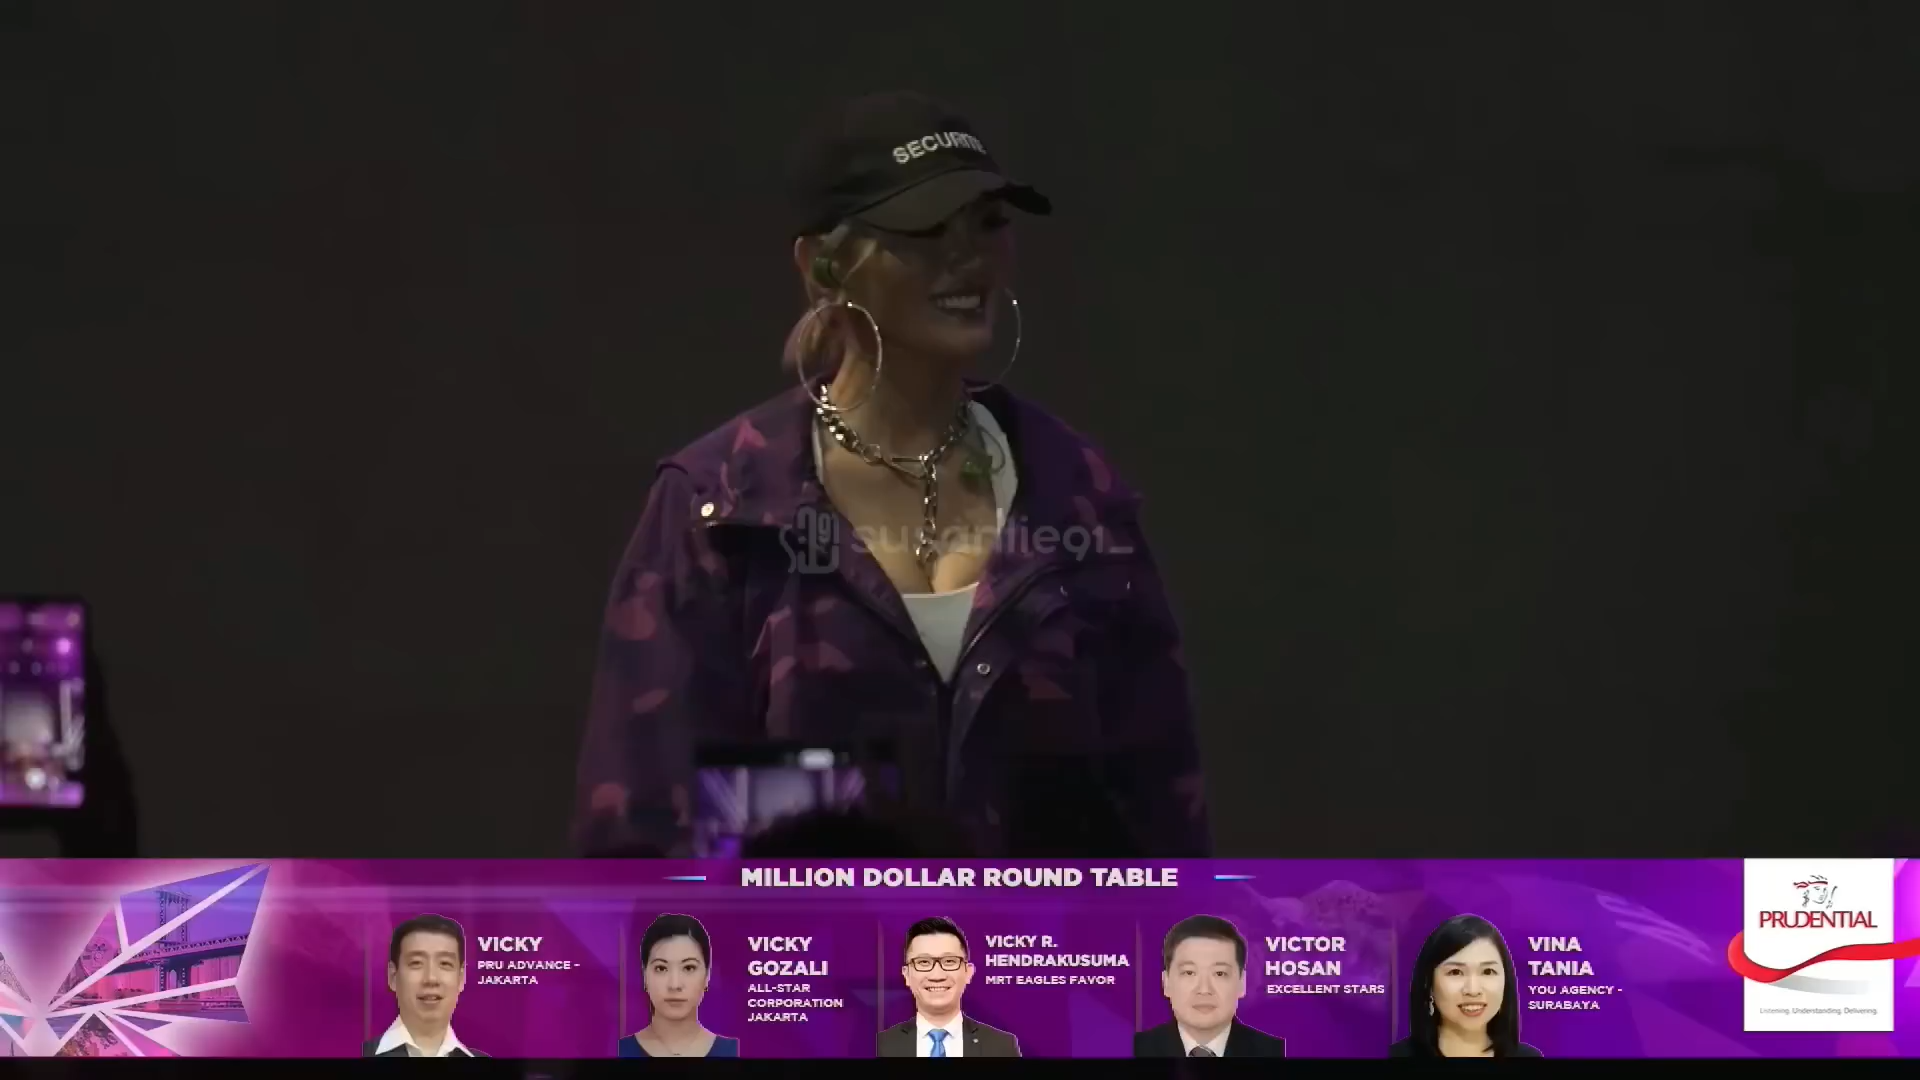 SECURITE
susanlie91_
MILLION DOLLAR ROUND TABLE
VICKY
PRU ADVANCE -
JAKARTA
VICKY
GOZALI
ALL-STAR
CORPORATION
JAKARTA
VICKY R.
HENDRAKUSUMA
MRT EAGLES FAVOR
VICTOR
HOSAN
EXCELLENT STARS
VINA
TANIA
YOU AGENCY -
SURABAYA
PRUDENTIAL
Listening. Understanding. Delivering.